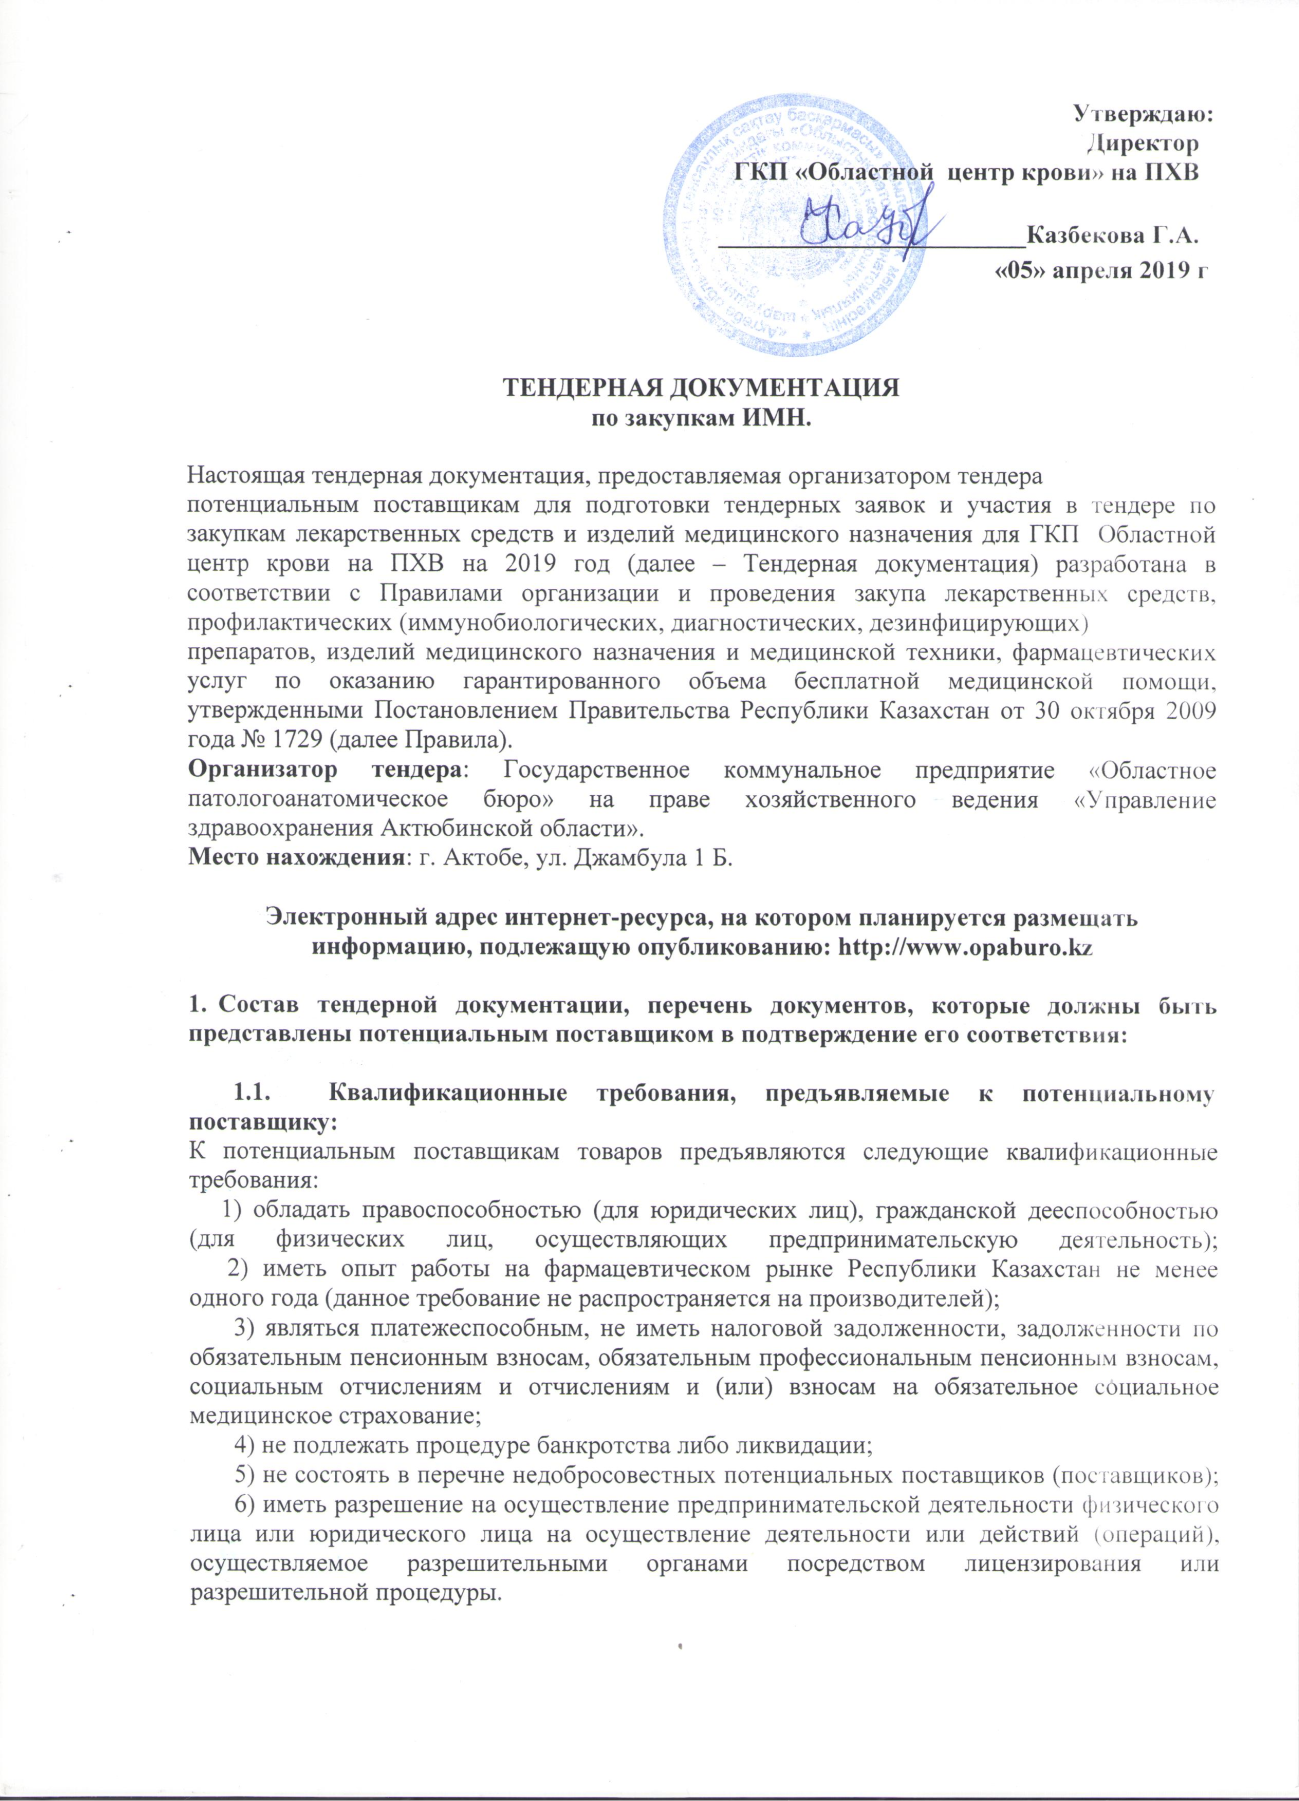 Утверждаю:
Директор
ГКП «Областной центр крови» на ПХВ
Казбекова Г.А.
«05» апреля 2019 г
ТЕНДЕРНАЯ ДОКУМЕНТАЦИЯ
по закупкам ИМН.
Настоящая тендерная документация, предоставляемая организатором тендера
потенциальным поставщикам для подготовки тендерных заявок и участия в тендере по
закупкам лекарственных средств и изделий медицинского назначения для ГКП Областной
центр крови на ПХВ на 2019 год (далее – Тендерная документация) разработана в
соответствии с Правилами организации и проведения закупа лекарственных средств,
профилактических (иммунобиологических, диагностических, дезинфицирующих)
препаратов, изделий медицинского назначения и медицинской техники, фармацевтических
услуг по оказанию гарантированного объема бесплатной медицинской помощи,
утвержденными Постановлением Правительства Республики Казахстан от 30 октября 2009
года № 1729 (далее Правила).
Организатор тендера: Государственное коммунальное предприятие «Областное
патологоанатомическое бюро» на праве хозяйственного ведения «Управление
здравоохранения Актюбинской области».
Место нахождения: г. Актобе, ул. Джамбула 1 Б.
Электронный адрес интернет-ресурса, на котором планируется размещать
информацию, подлежащую опубликованию: http://www.opaburo.kz
1. Состав тендерной документации, перечень документов, которые должны быть
представлены потенциальным поставщиком в подтверждение его соответствия:
1.1. Квалификационные требования, предъявляемые к потенциальному
поставщику:
К потенциальным поставщикам товаров предъявляются следующие квалификационные
требования:
1) обладать правоспособностью (для юридических лиц), гражданской дееспособностью
(для физических лиц, осуществляющих предпринимательскую деятельность);
2) иметь опыт работы на фармацевтическом рынке Республики Казахстан не менее
одного года (данное требование не распространяется на производителей);
3) являться платежеспособным, не иметь налоговой задолженности, задолженности по
обязательным пенсионным взносам, обязательным профессиональным пенсионным взносам,
социальным отчислениям и отчислениям и (или) взносам на обязательное социальное
медицинское страхование;
4) не подлежать процедуре банкротства либо ликвидации;
5) не состоять в перечне недобросовестных потенциальных поставщиков (поставщиков);
6) иметь разрешение на осуществление предпринимательской деятельности физического
лица или юридического лица на осуществление деятельности или действий (операций),
осуществляемое разрешительными органами посредством лицензирования или
разрешительной процедуры.